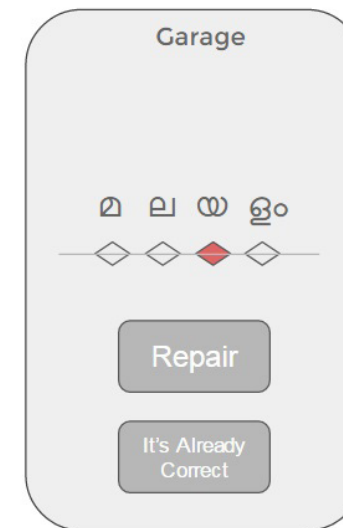 Garage
മ ല യ ളം
Repair
It's Already
Correct